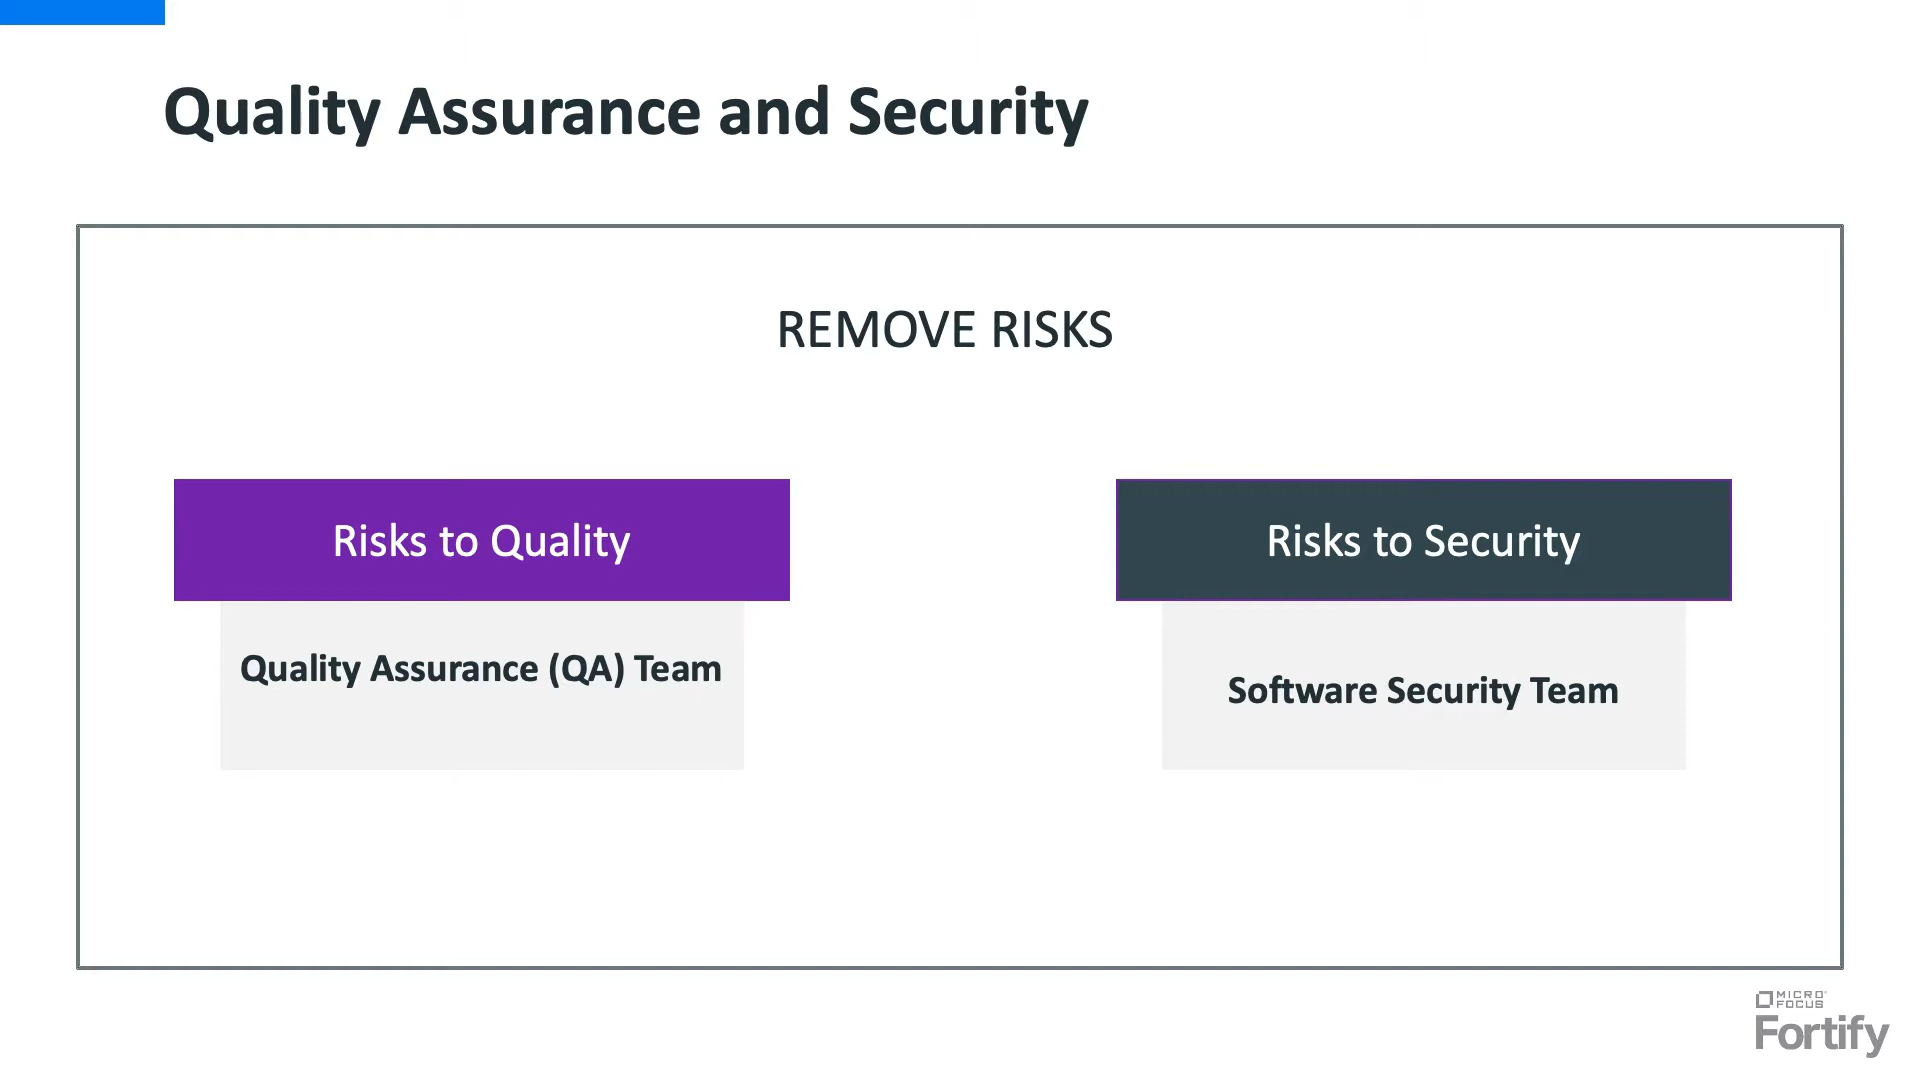 Quality Assurance and Security
REMOVE RISKS
Risks to Quality
Risks to Security
Quality Assurance (QA) Team
Software Security Team
MICRO
FOCUS
Fortify